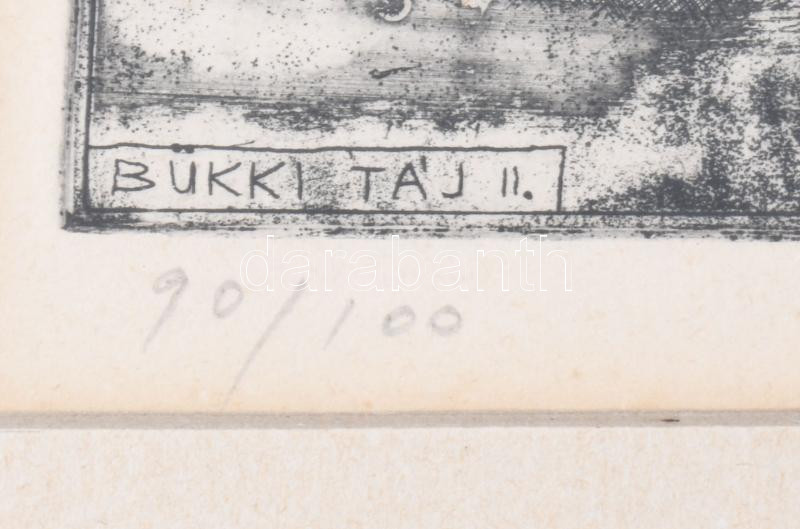 BÜKKI TÁJ II.
darabanth
90/100